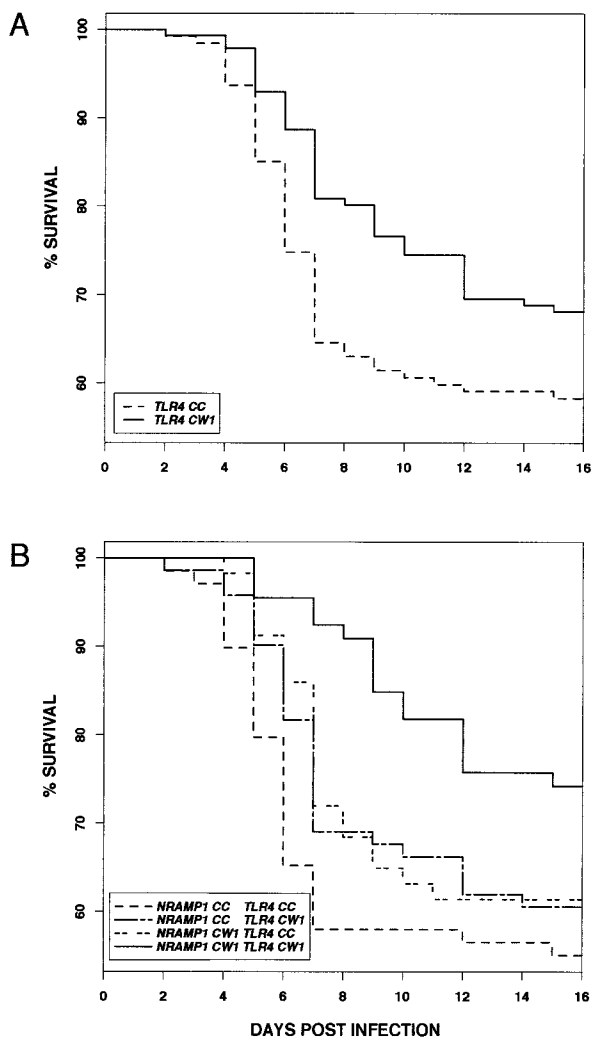 A
% SURVIVAL
100
90
80
70
60
TLR4 CC
TLR4 CW1
0 2 4 6 8 10 12 14 16
B
% SURVIVAL
100
90
80
70
60
NRAMP1 CC TLR4 CC
NRAMP1 CC TLR4 CW1
NRAMP1 CW1 TLR4 CC
NRAMP1 CW1 TLR4 CW1
0 2 4 6 8 10 12 14 16
DAYS POST INFECTION